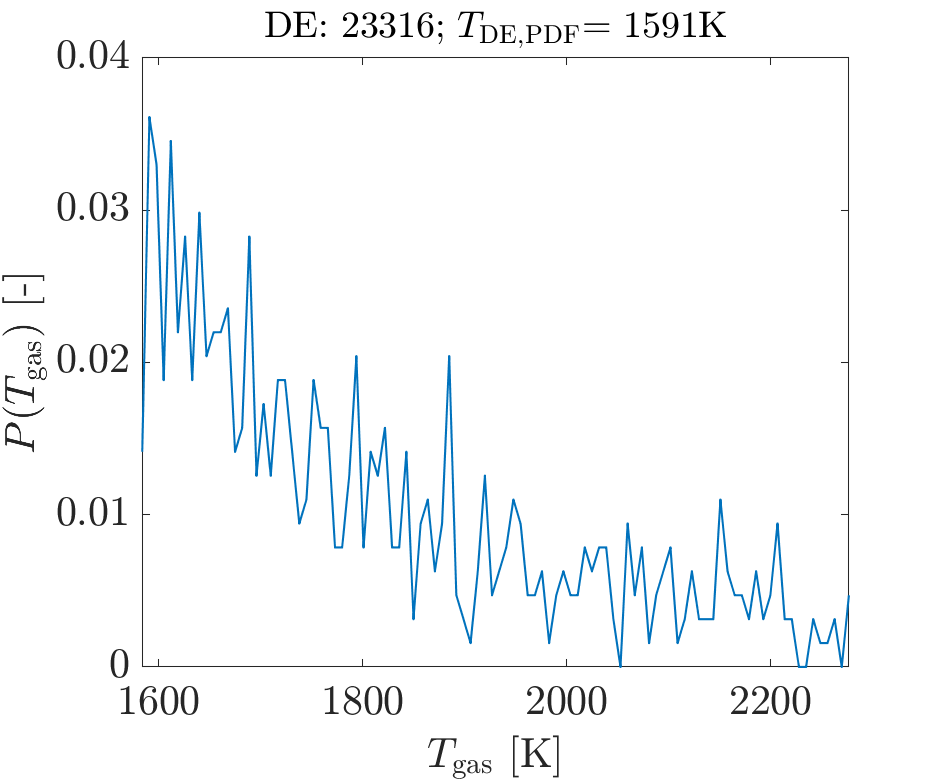 DE: 23316; T_DE,PDF= 1591K
0.04
0.03
0.02
0.01
0
P(T_gas) [-]
1600 1800 2000 2200
T_gas [K]